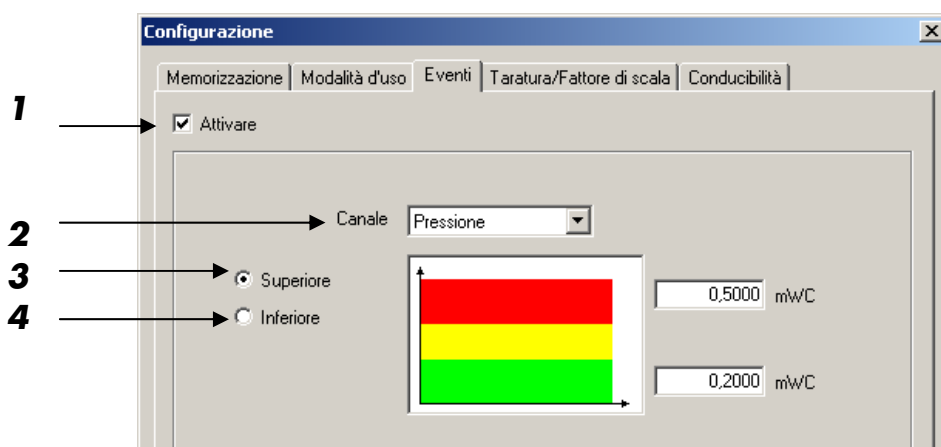 Configurazione
Memorizzazione Modalità d'uso Eventi Taratura/Fattore di scala Conducibilità
1
Attivare
2
Canale Pressione
3
Superiore
0,5000 mWC
4
Inferiore
0,2000 mWC